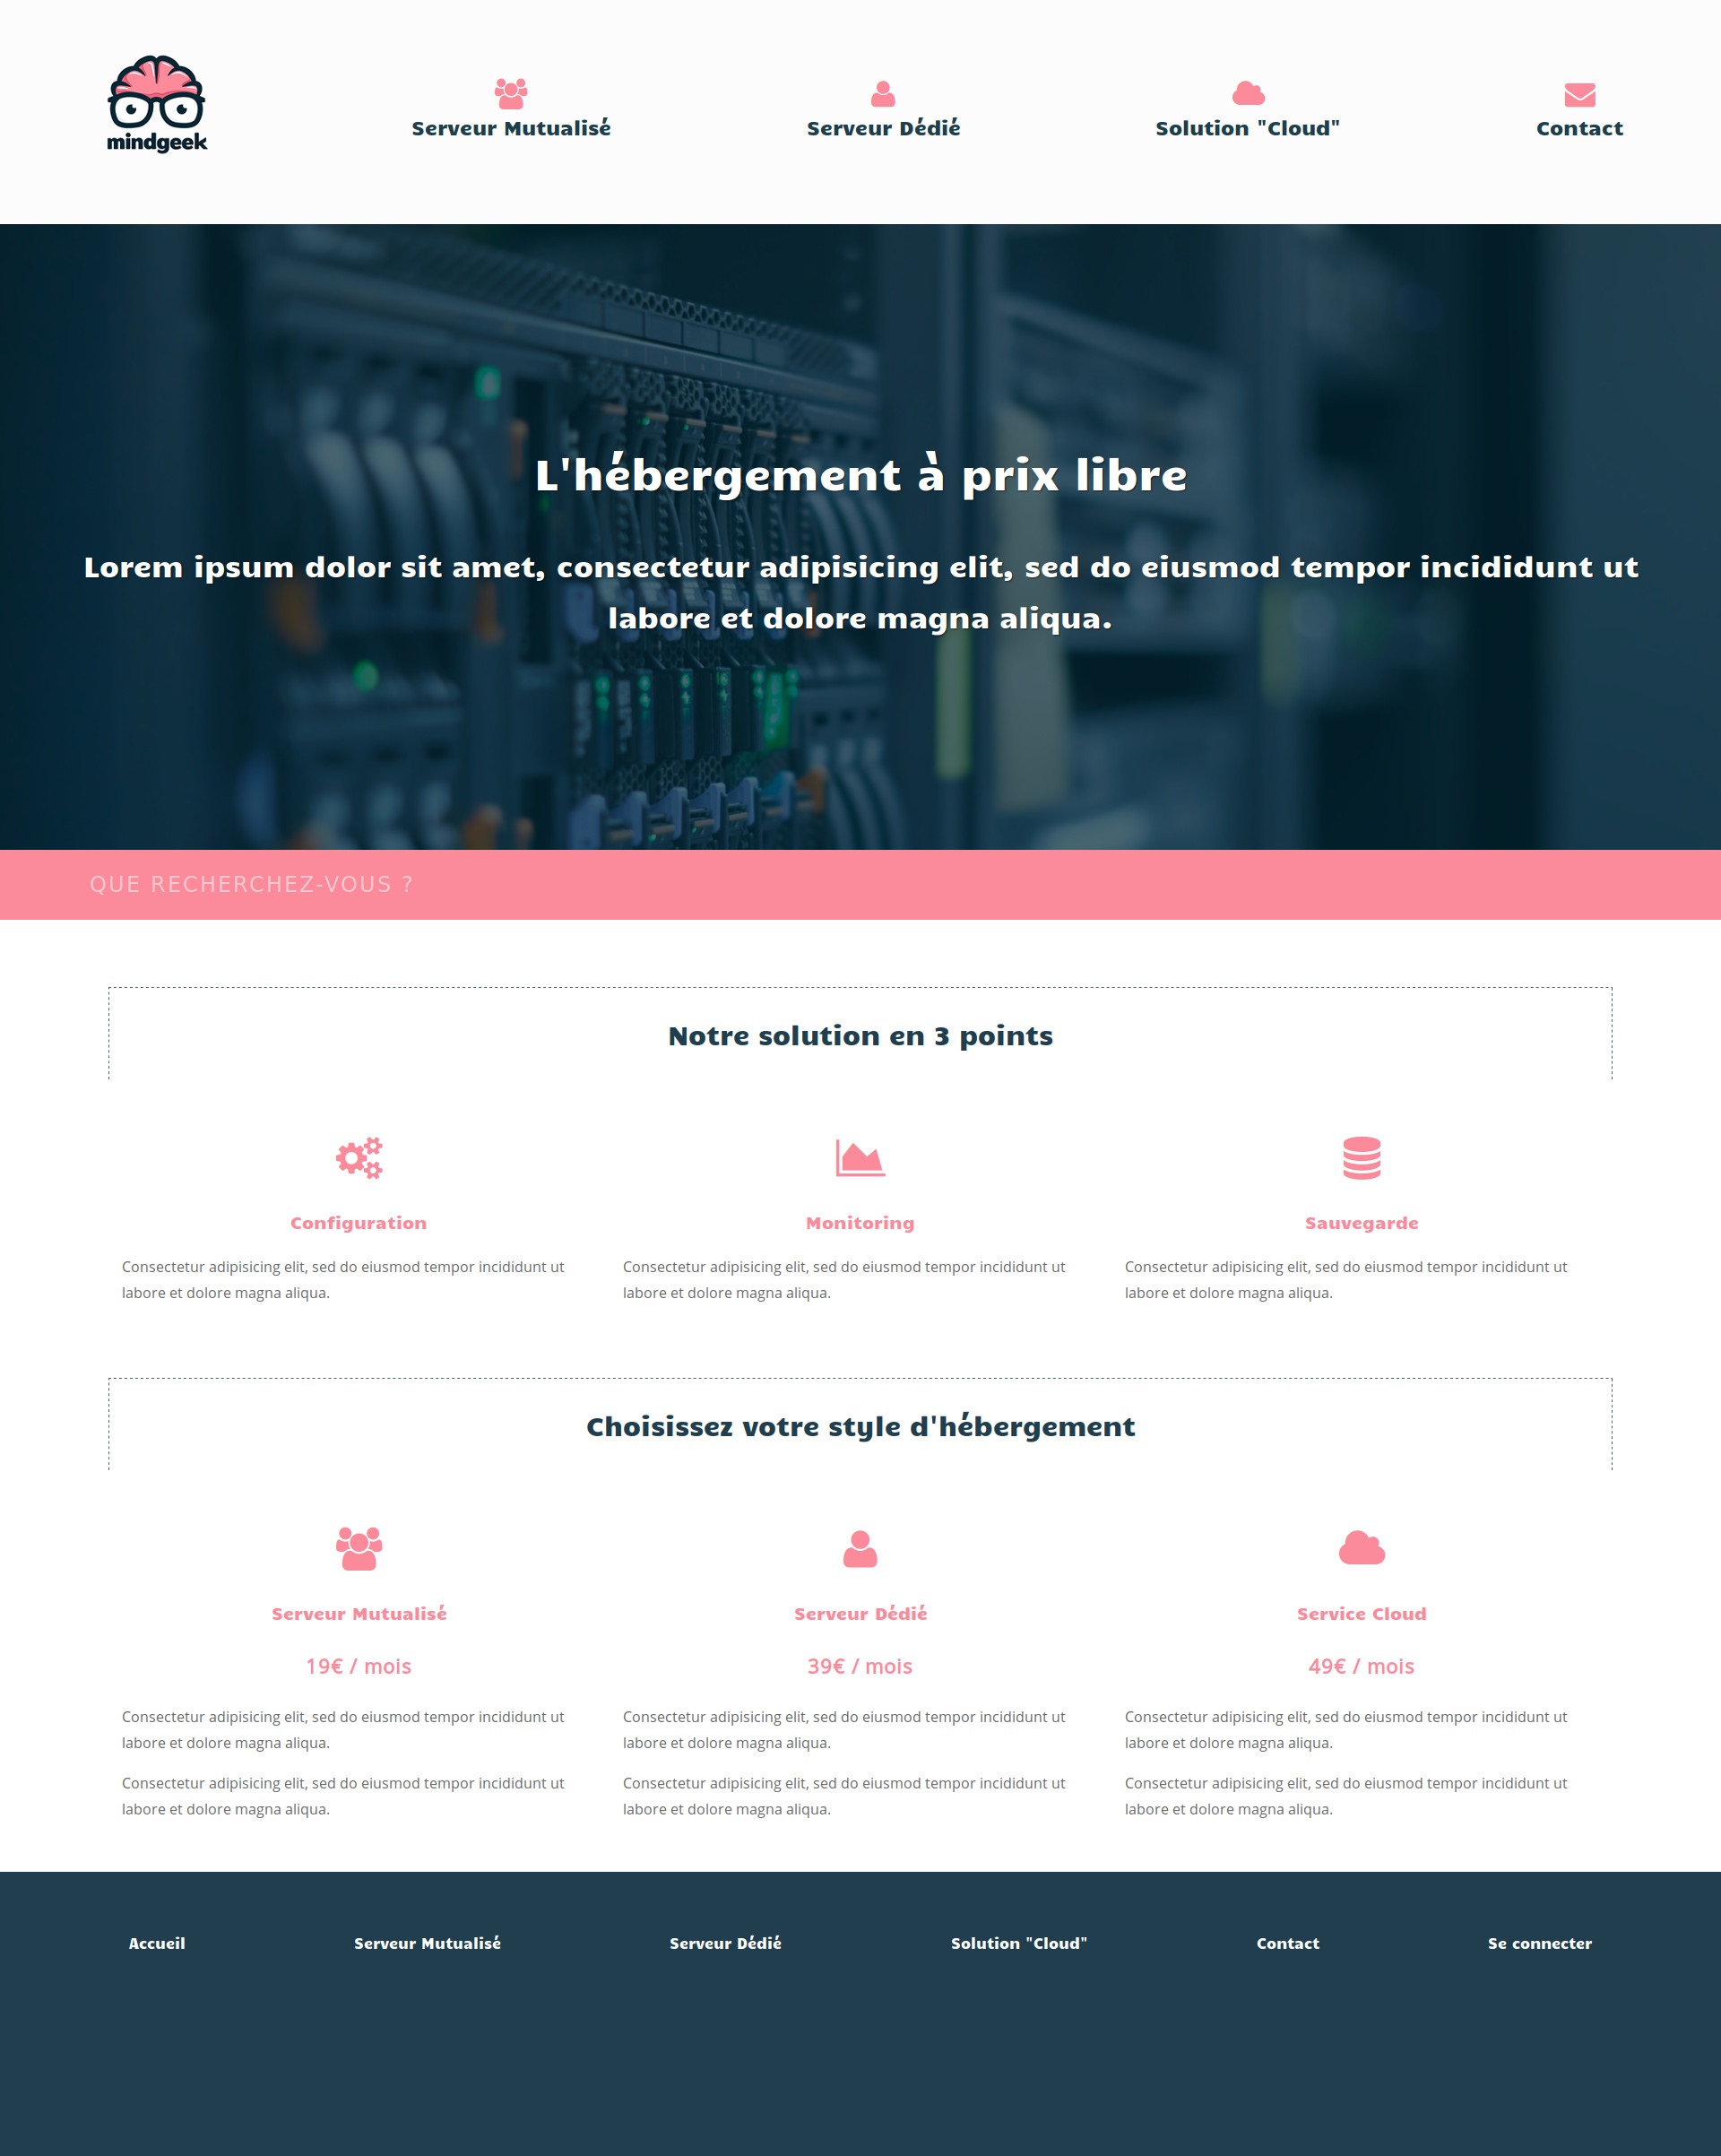 mindgeek
Serveur Mutualisé
Serveur Dédié
Solution "Cloud"
Contact
L'hébergement à prix libre
Lorem ipsum dolor sit amet, consectetur adipisicing elit, sed do eiusmod tempor incididunt ut
labore et dolore magna aliqua.
QUE RECHERCHEZ-VOUS ?
Notre solution en 3 points
Configuration
Consectetur adipisicing elit, sed do eiusmod tempor incididunt ut
labore et dolore magna aliqua.
Monitoring
Consectetur adipisicing elit, sed do eiusmod tempor incididunt ut
labore et dolore magna aliqua.
Sauvegarde
Consectetur adipisicing elit, sed do eiusmod tempor incididunt ut
labore et dolore magna aliqua.
Choisissez votre style d'hébergement
Serveur Mutualisé
19€ / mois
Consectetur adipisicing elit, sed do eiusmod tempor incididunt ut
labore et dolore magna aliqua.
Consectetur adipisicing elit, sed do eiusmod tempor incididunt ut
labore et dolore magna aliqua.
Serveur Dédié
39€ / mois
Consectetur adipisicing elit, sed do eiusmod tempor incididunt ut
labore et dolore magna aliqua.
Consectetur adipisicing elit, sed do eiusmod tempor incididunt ut
labore et dolore magna aliqua.
Service Cloud
49€ / mois
Consectetur adipisicing elit, sed do eiusmod tempor incididunt ut
labore et dolore magna aliqua.
Consectetur adipisicing elit, sed do eiusmod tempor incididunt ut
labore et dolore magna aliqua.
Accueil
Serveur Mutualisé
Serveur Dédié
Solution "Cloud"
Contact
Se connecter